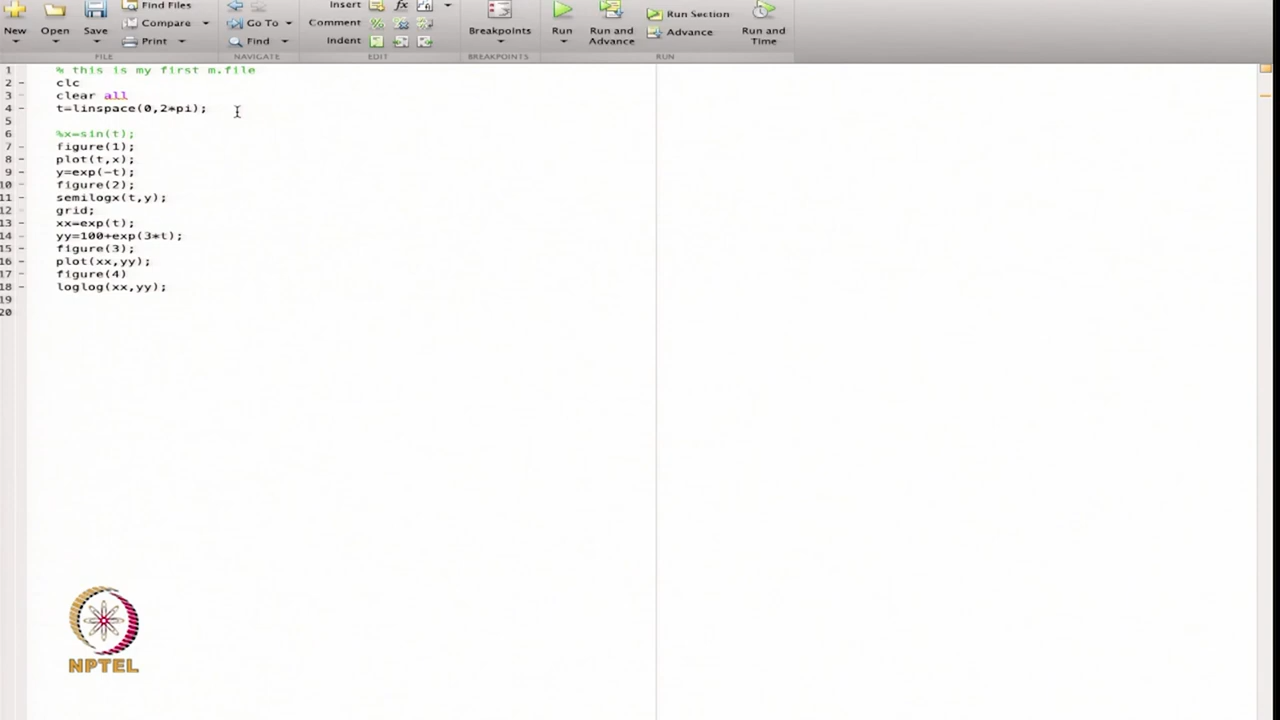 Find Files
Insert
fx
New
Open
Save
Compare
Go To
Comment
Breakpoints
Run
Run and
Advance
Run Section
Advance
Run and
Time
Print
Find
Indent
FILE
NAVIGATE
EDIT
BREAKPOINTS
RUN
1 % this is my first m.file
2 - clc
3 - clear all
4 - t=linspace(0,2*pi);
5
6 %x=sin(t);
7 - figure(1);
8 - plot(t,x);
9 - y=exp(-t);
10 - figure(2);
11 - semilogx(t,y);
12 - grid;
13 - xx=exp(t);
14 - yy=100+exp(3*t);
15 - figure(3);
16 - plot(xx,yy);
17 - figure(4)
18 - loglog(xx,yy);
19
20
NPTEL